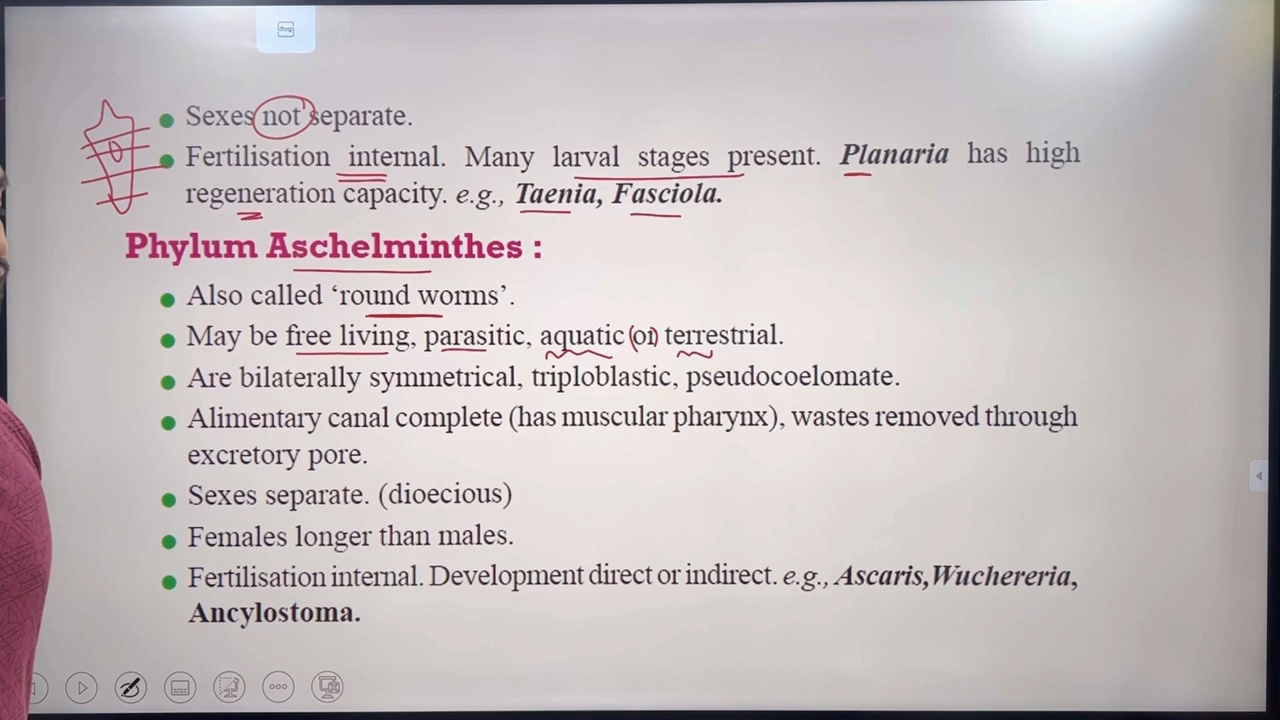 Sexes not separate.
Fertilisation internal. Many larval stages present. Planaria has high
regeneration capacity. e.g., Taenia, Fasciola.
Phylum Aschelminthes :
Also called ‘round worms’.
May be free living, parasitic, aquatic (or) terrestrial.
Are bilaterally symmetrical, triploblastic, pseudocoelomate.
Alimentary canal complete (has muscular pharynx), wastes removed through
excretory pore.
Sexes separate. (dioecious)
Females longer than males.
Fertilisation internal. Development direct or indirect. e.g., Ascaris, Wuchereria,
Ancylostoma.